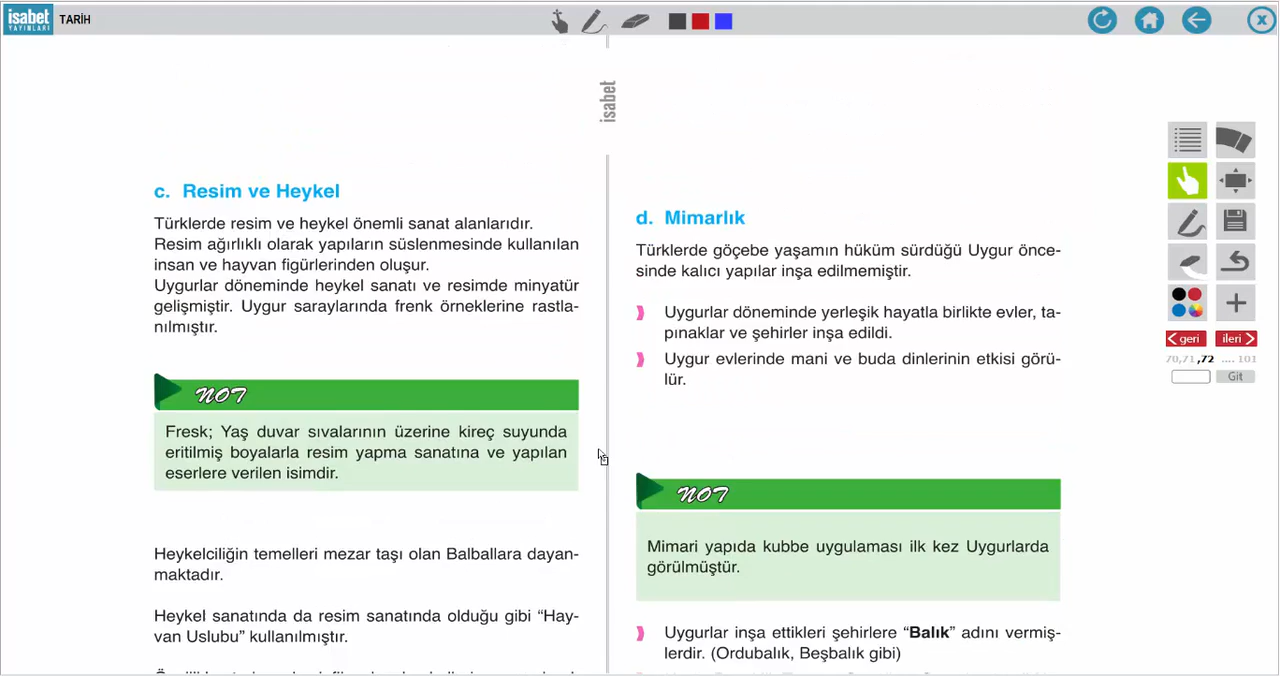 isabet
YAYINLARI
TARİH
isabet
c. Resim ve Heykel
Türklerde resim ve heykel önemli sanat alanlarıdır.
Resim ağırlıklı olarak yapıların süslenmesinde kullanılan
insan ve hayvan figürlerinden oluşur.
Uygurlar döneminde heykel sanatı ve resimde minyatür
gelişmiştir. Uygur saraylarında frenk örneklerine rastla-
nılmıştır.
NOT
Fresk; Yaş duvar sıvalarının üzerine kireç suyunda
eritilmiş boyalarla resim yapma sanatına ve yapılan
eserlere verilen isimdir.
Heykelciliğin temelleri mezar taşı olan Balballara dayan-
maktadır.
Heykel sanatında da resim sanatında olduğu gibi “Hay-
van Uslubu” kullanılmıştır.
d. Mimarlık
Türklerde göçebe yaşamın hüküm sürdüğü Uygur önce-
sinde kalıcı yapılar inşa edilmemiştir.
Uygurlar döneminde yerleşik hayatla birlikte evler, ta-
pınaklar ve şehirler inşa edildi.
Uygur evlerinde mani ve buda dinlerinin etkisi görü-
lür.
NOT
Mimari yapıda kubbe uygulaması ilk kez Uygurlarda
görülmüştür.
Uygurlar inşa ettikleri şehirlere “Balık” adını vermiş-
lerdir. (Ordubalık, Beşbalık gibi)
geri ileri
70,71,72 .... 101
Git